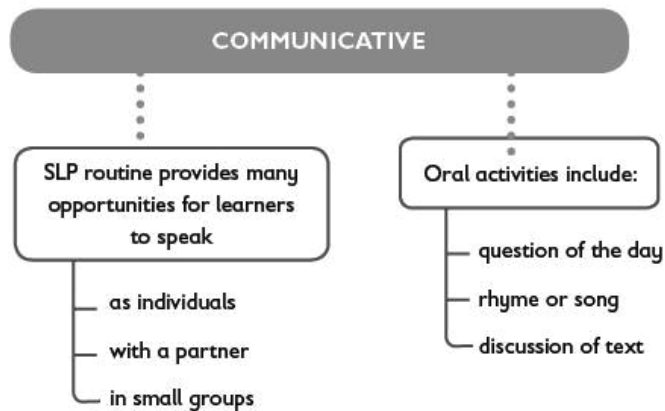 COMMUNICATIVE
SLP routine provides many
opportunities for learners
to speak
as individuals
with a partner
in small groups
Oral activities include:
question of the day
rhyme or song
discussion of text